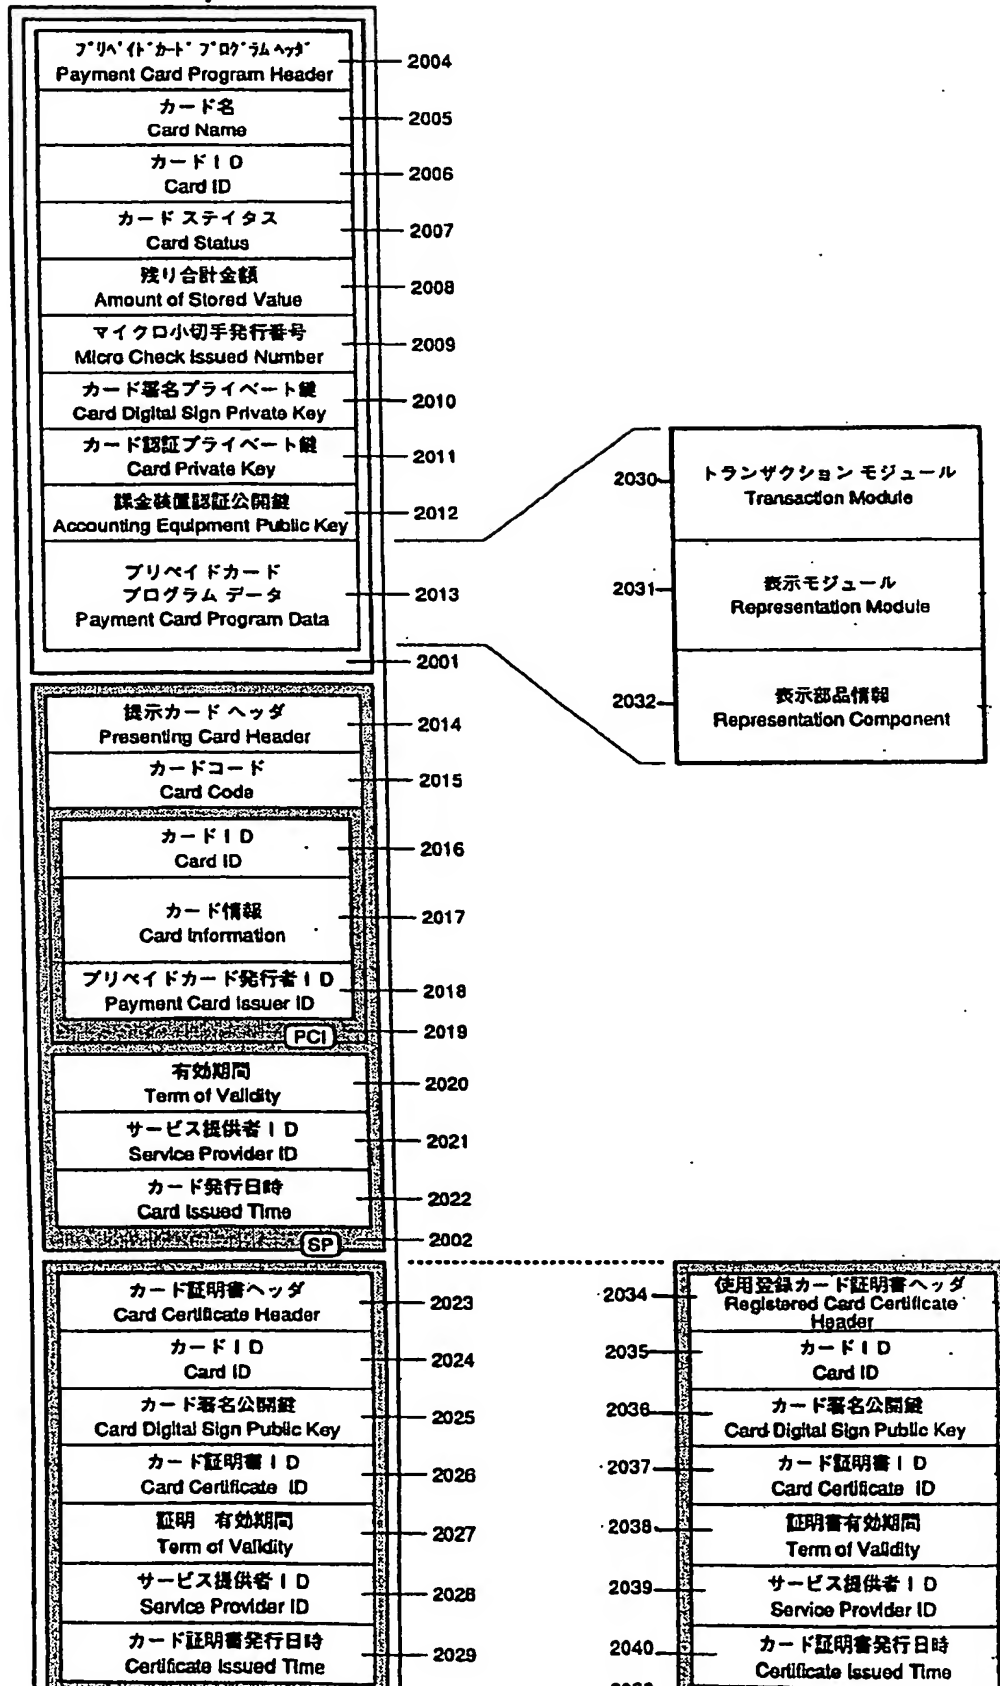 プリペイドカード プログラムヘッダ
Payment Card Program Header
2004
カード名
Card Name
2005
カードID
Card ID
2006
カード ステイタス
Card Status
2007
残り合計金額
Amount of Stored Value
2008
マイクロ小切手発行番号
Micro Check Issued Number
2009
カード署名プライベート鍵
Card Digital Sign Private Key
2010
カード認証プライベート鍵
Card Private Key
2011
課金装置認証公開鍵
Accounting Equipment Public Key
2012
プリペイドカード
プログラム データ
Payment Card Program Data
2013
2001
2030
トランザクション モジュール
Transaction Module
2031
表示モジュール
Representation Module
2032
表示部品情報
Representation Component
提示カード ヘッダ
Presenting Card Header
2014
カードコード
Card Code
2015
カードID
Card ID
2016
カード情報
Card Information
2017
プリペイドカード発行者ID
Payment Card Issuer ID
2018
PCI
2019
有効期間
Term of Validity
2020
サービス提供者ID
Service Provider ID
2021
カード発行日時
Card Issued Time
2022
SP
2002
カード証明書ヘッダ
Card Certificate Header
2023
カードID
Card ID
2024
カード署名公開鍵
Card Digital Sign Public Key
2025
カード証明書ID
Card Certificate ID
2026
証明 有効期間
Term of Validity
2027
サービス提供者ID
Service Provider ID
2028
カード証明書発行日時
Certificate Issued Time
2029
2034
使用登録カード証明書ヘッダ
Registered Card Certificate
Header
2035
カードID
Card ID
2036
カード署名公開鍵
Card Digital Sign Public Key
2037
カード証明書ID
Card Certificate ID
2038
証明書有効期間
Term of Validity
2039
サービス提供者ID
Service Provider ID
2040
カード証明書発行日時
Certificate Issued Time